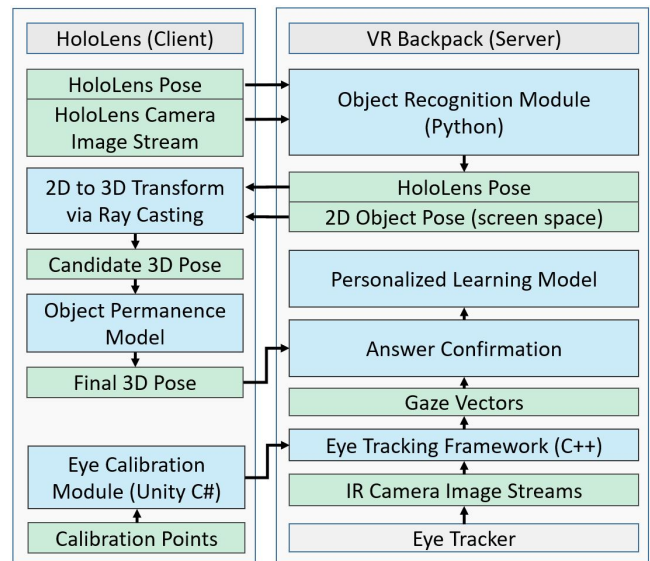 HoloLens (Client)
HoloLens Pose
HoloLens Camera
Image Stream
2D to 3D Transform
via Ray Casting
Candidate 3D Pose
Object Permanence
Model
Final 3D Pose
Eye Calibration
Module (Unity C#)
Calibration Points
VR Backpack (Server)
Object Recognition Module
(Python)
HoloLens Pose
2D Object Pose (screen space)
Personalized Learning Model
Answer Confirmation
Gaze Vectors
Eye Tracking Framework (C++)
IR Camera Image Streams
Eye Tracker